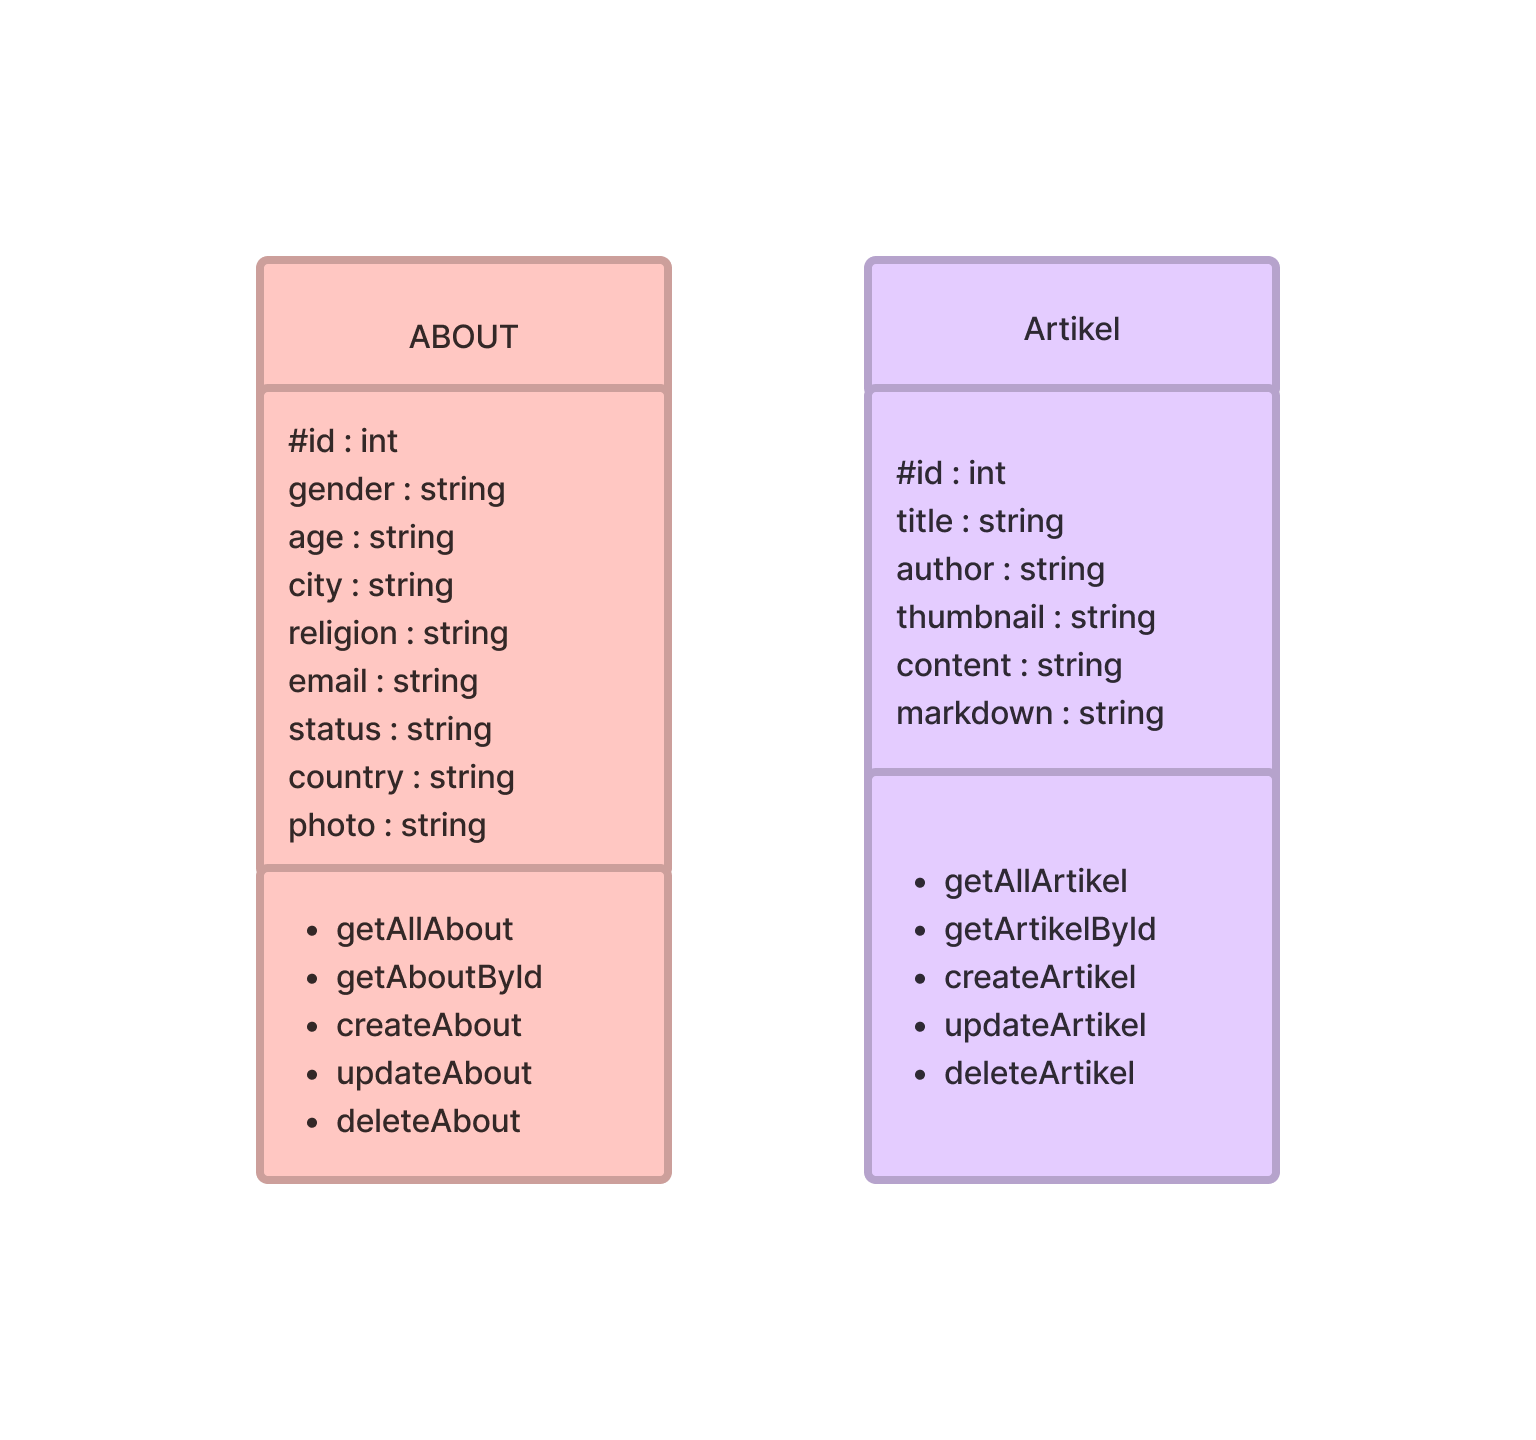 ABOUT
#id : int
gender : string
age : string
city : string
religion : string
email : string
status : string
country : string
photo : string
• getAllAbout
• getAboutById
• createAbout
• updateAbout
• deleteAbout
Artikel
#id : int
title : string
author : string
thumbnail : string
content : string
markdown : string
• getAllArtikel
• getArtikelById
• createArtikel
• updateArtikel
• deleteArtikel